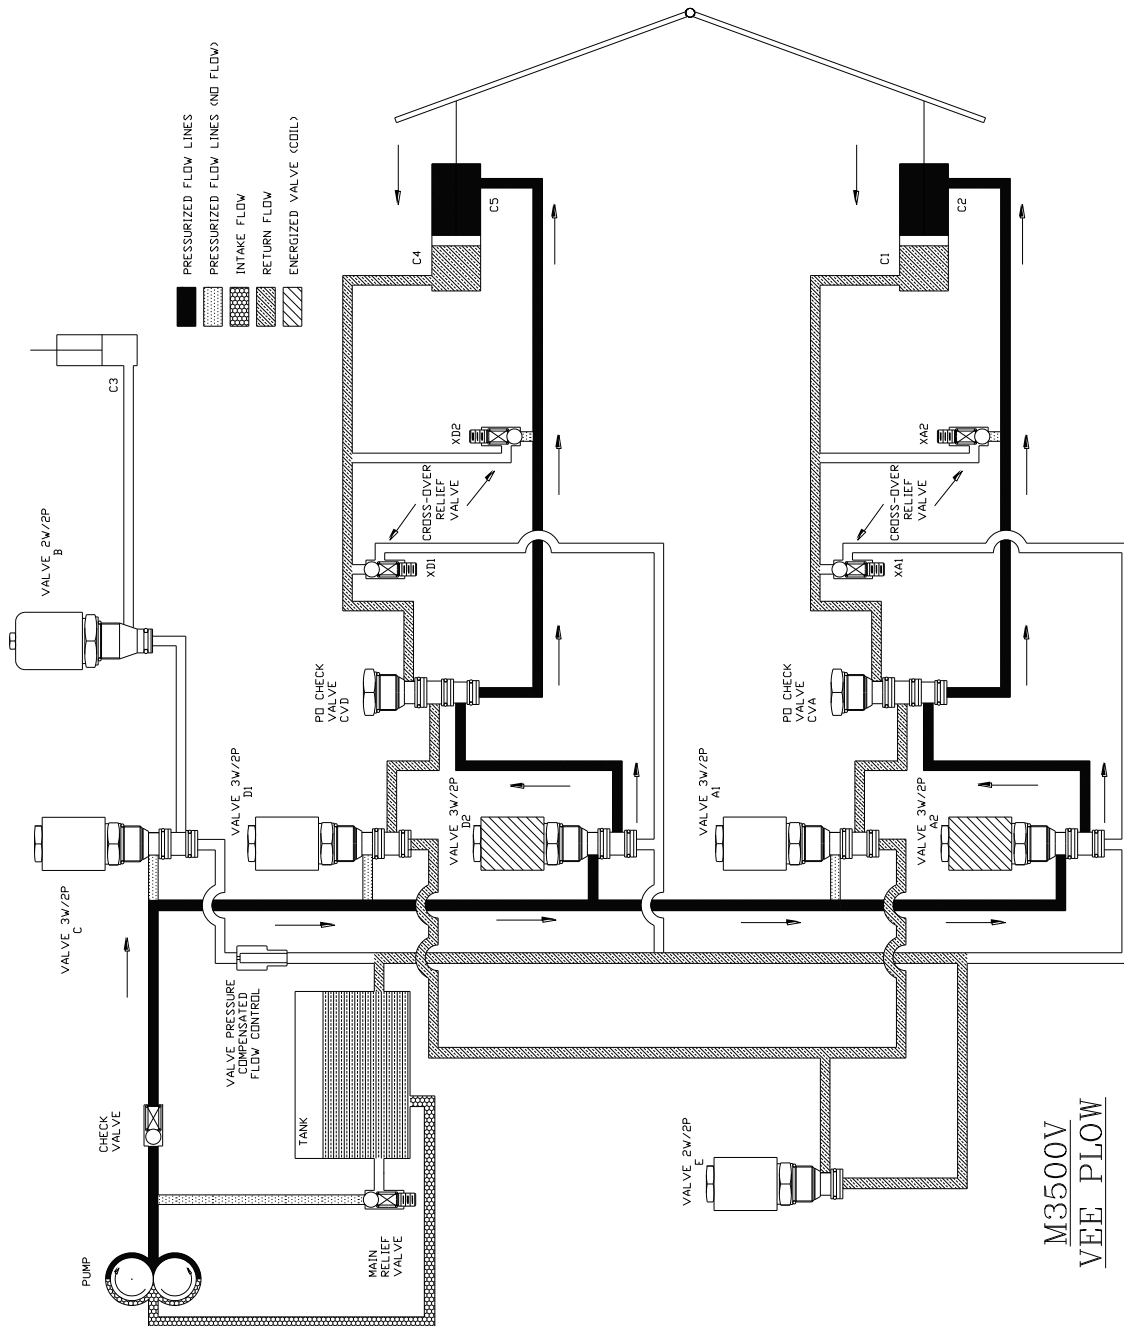 PRESSURIZED FLOW LINES
PRESSURIZED FLOW LINES (NO FLOW)
INTAKE FLOW
RETURN FLOW
ENERGIZED VALVE (COIL)
C5
C4
C2
C1
C3
XD2
XA2
CROSS-OVER
RELIEF
VALVE
CROSS-OVER
RELIEF
VALVE
XD1
XA1
VALVE 2W/2P
B
PO CHECK
VALVE
CVD
PO CHECK
VALVE
CVA
VALVE 3W/2P
C
VALVE 3W/2P
D1
VALVE 3W/2P
D2
VALVE 3W/2P
A1
VALVE 3W/2P
A2
VALVE PRESSURE
COMPENSATED
FLOW CONTROL
CHECK
VALVE
TANK
VALVE 2W/2P
E
PUMP
MAIN
RELIEF
VALVE
M3500V
VEE PLOW